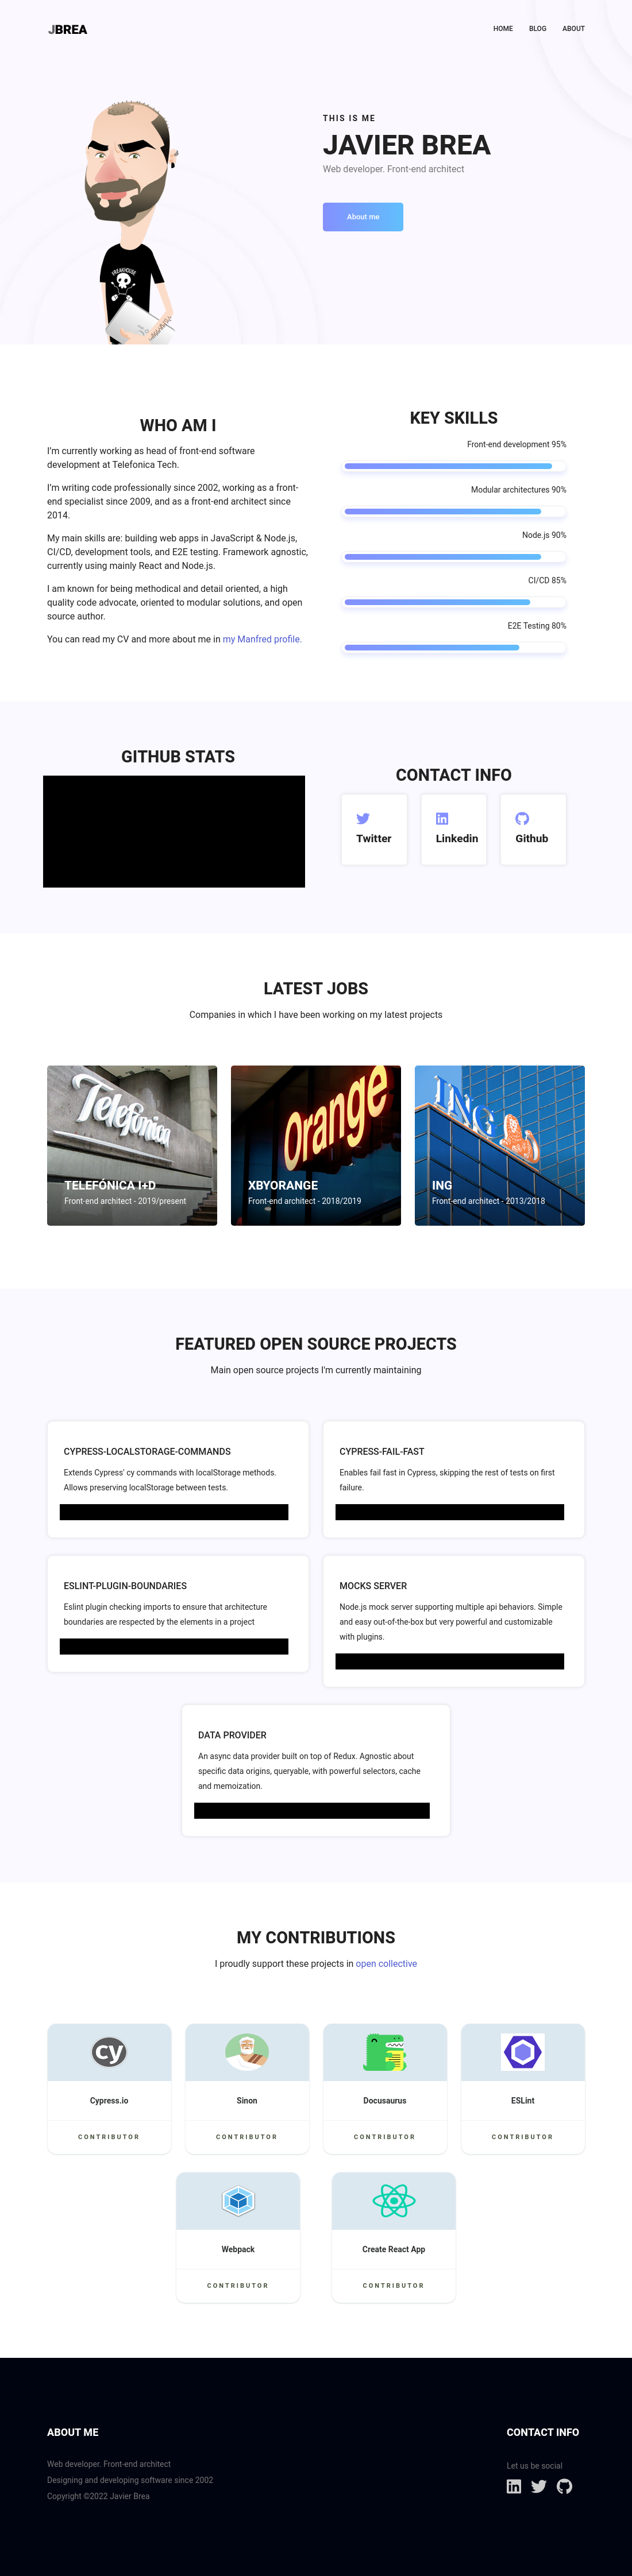 JBREA
HOME BLOG ABOUT
THIS IS ME
JAVIER BREA
Web developer. Front-end architect
About me
FREAKHOUSE
WHO AM I
I'm currently working as head of front-end software
development at Telefonica Tech.
I'm writing code professionally since 2002, working as a front-
end specialist since 2009, and as a front-end architect since
2014.
My main skills are: building web apps in JavaScript & Node.js,
CI/CD, development tools, and E2E testing. Framework agnostic,
currently using mainly React and Node.js.
I am known for being methodical and detail oriented, a high
quality code advocate, oriented to modular solutions, and open
source author.
You can read my CV and more about me in my Manfred profile.
KEY SKILLS
Front-end development 95%
Modular architectures 90%
Node.js 90%
CI/CD 85%
E2E Testing 80%
GITHUB STATS
CONTACT INFO
Twitter
Linkedin
Github
LATEST JOBS
Companies in which I have been working on my latest projects
Telefónica
TELEFÓNICA I+D
Front-end architect - 2019/present
Orange
XBYORANGE
Front-end architect - 2018/2019
ING
ING
Front-end architect - 2013/2018
FEATURED OPEN SOURCE PROJECTS
Main open source projects I'm currently maintaining
CYPRESS-LOCALSTORAGE-COMMANDS
Extends Cypress' cy commands with localStorage methods.
Allows preserving localStorage between tests.
CYPRESS-FAIL-FAST
Enables fail fast in Cypress, skipping the rest of tests on first
failure.
ESLINT-PLUGIN-BOUNDARIES
Eslint plugin checking imports to ensure that architecture
boundaries are respected by the elements in a project
MOCKS SERVER
Node.js mock server supporting multiple api behaviors. Simple
and easy out-of-the-box but very powerful and customizable
with plugins.
DATA PROVIDER
An async data provider built on top of Redux. Agnostic about
specific data origins, queryable, with powerful selectors, cache
and memoization.
MY CONTRIBUTIONS
I proudly support these projects in open collective
cy
Cypress.io
CONTRIBUTOR
Sinon
CONTRIBUTOR
Docusaurus
CONTRIBUTOR
ESLint
CONTRIBUTOR
Webpack
CONTRIBUTOR
Create React App
CONTRIBUTOR
ABOUT ME
Web developer. Front-end architect
Designing and developing software since 2002
Copyright ©2022 Javier Brea
CONTACT INFO
Let us be social